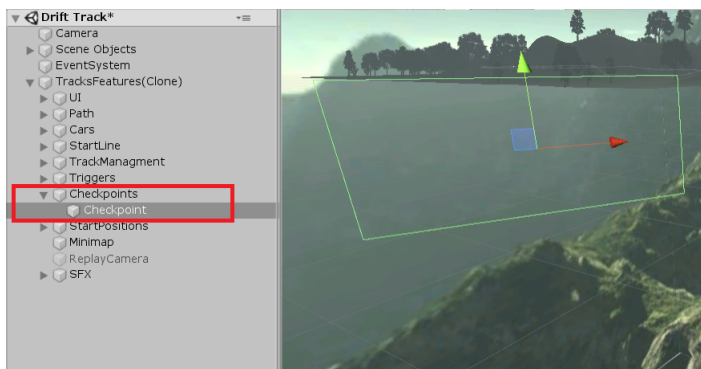 Drift Track*
Camera
Scene Objects
EventSystem
TracksFeatures(Clone)
UI
Path
Cars
StartLine
TrackManagment
Triggers
Checkpoints
Checkpoint
StartPositions
Minimap
ReplayCamera
SFX